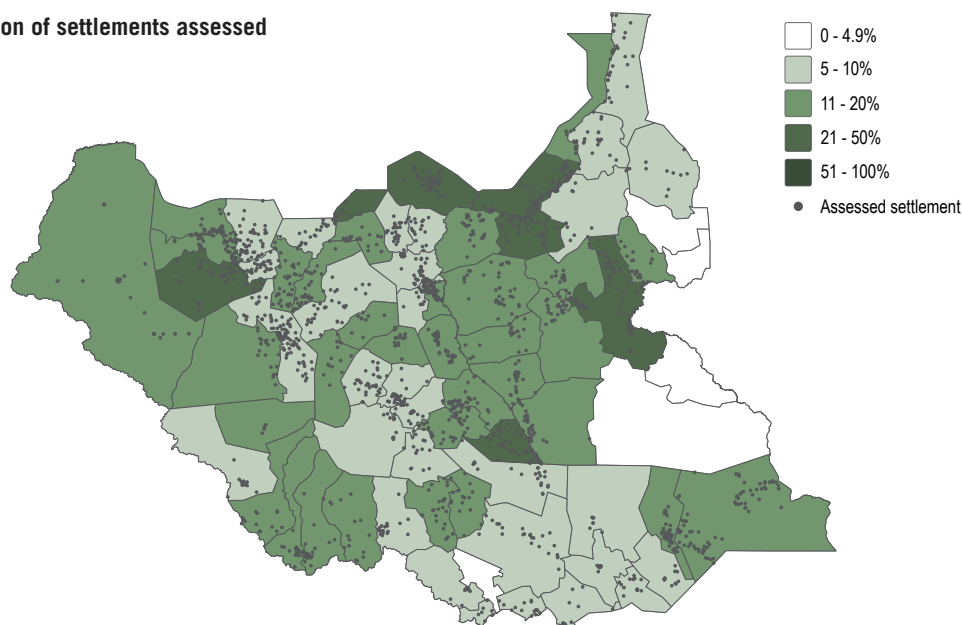 on of settlements assessed
0 - 4.9%
5 - 10%
11 - 20%
21 - 50%
51 - 100%
Assessed settlement